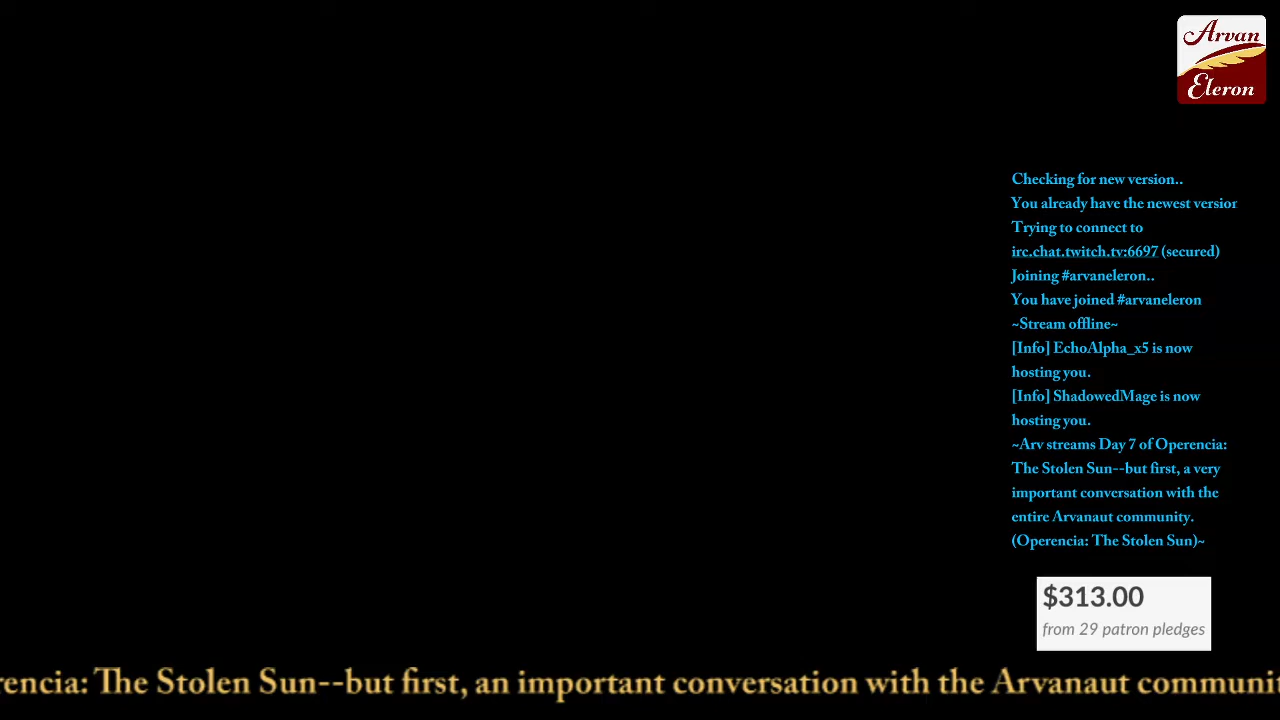 Arvan
Eleron
Checking for new version..
You already have the newest version
Trying to connect to
irc.chat.twitch.tv:6697 (secured)
Joining #arvaneleron..
You have joined #arvaneleron
~Stream offline~
[Info] EchoAlpha_x5 is now
hosting you.
[Info] ShadowedMage is now
hosting you.
~Arv streams Day 7 of Operencia:
The Stolen Sun--but first, a very
important conversation with the
entire Arvanaut community.
(Operencia: The Stolen Sun)~
$313.00
from 29 patron pledges
rencia: The Stolen Sun--but first, an important conversation with the Arvanaut communit